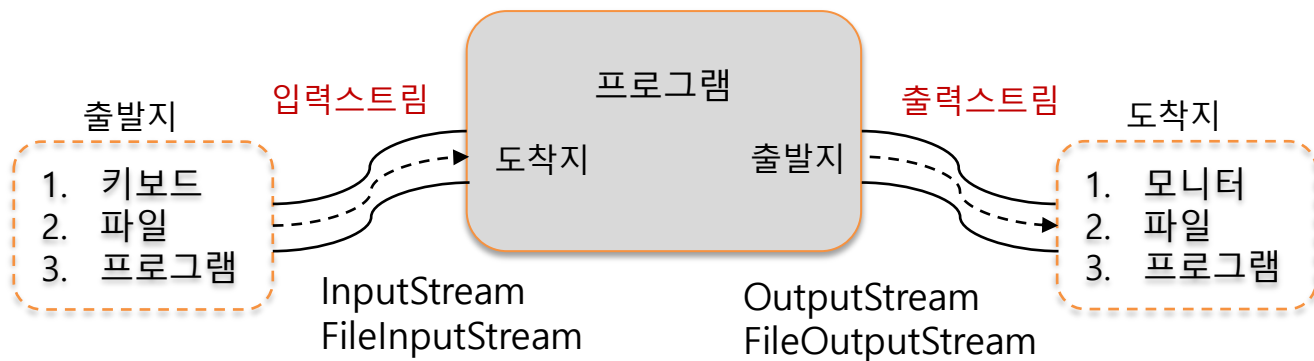 출발지
1. 키보드
2. 파일
3. 프로그램
입력스트림
InputStream
FileInputStream
프로그램
도착지
출발지
출력스트림
OutputStream
FileOutputStream
도착지
1. 모니터
2. 파일
3. 프로그램